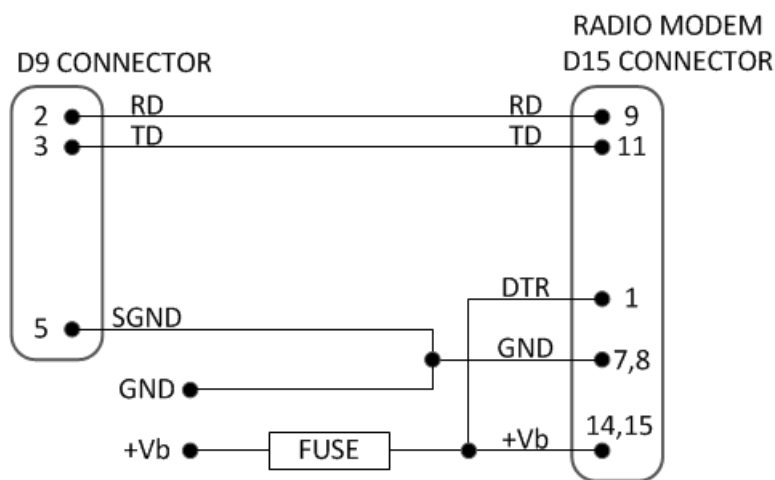 RADIO MODEM
D9 CONNECTOR
D15 CONNECTOR
2 RD RD 9
3 TD TD 11
DTR 1
5 SGND
GND 7,8
GND
14,15
+Vb FUSE +Vb